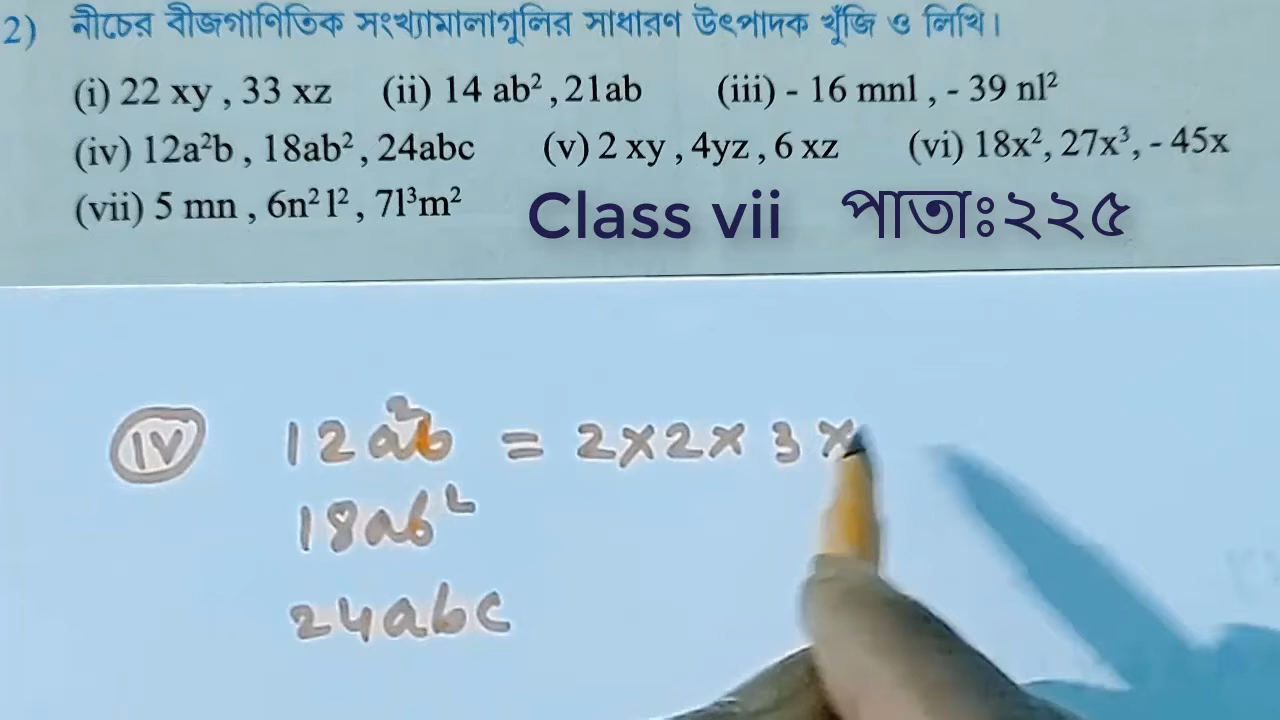 2) নীচের বীজগাণিতিক সংখ্যামালাগুলির সাধারণ উৎপাদক খুঁজি ও লিখি।
(i) 22 xy , 33 xz (ii) 14 ab² , 21ab (iii) - 16 mnl , - 39 nl²
(iv) 12a²b , 18ab² , 24abc (v) 2 xy , 4yz , 6 xz (vi) 18x², 27x³, - 45x
(vii) 5 mn , 6n² l² , 7l³m² Class vii পাতাঃ২২৫
(iv) 12a²b = 2×2× 3 ×
18ab²
24abc